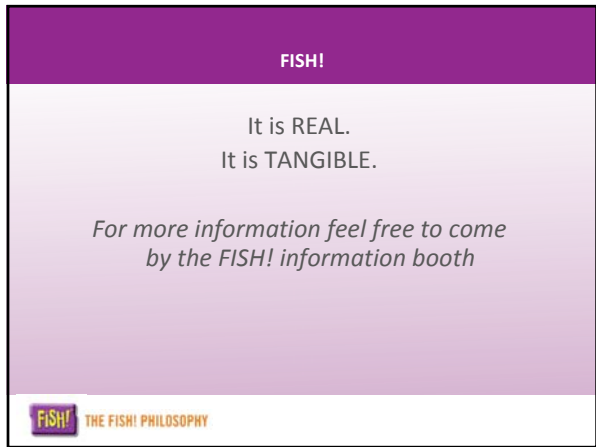 FISH!
It is REAL.
It is TANGIBLE.
For more information feel free to come
by the FISH! information booth
FiSH! THE FISH! PHILOSOPHY